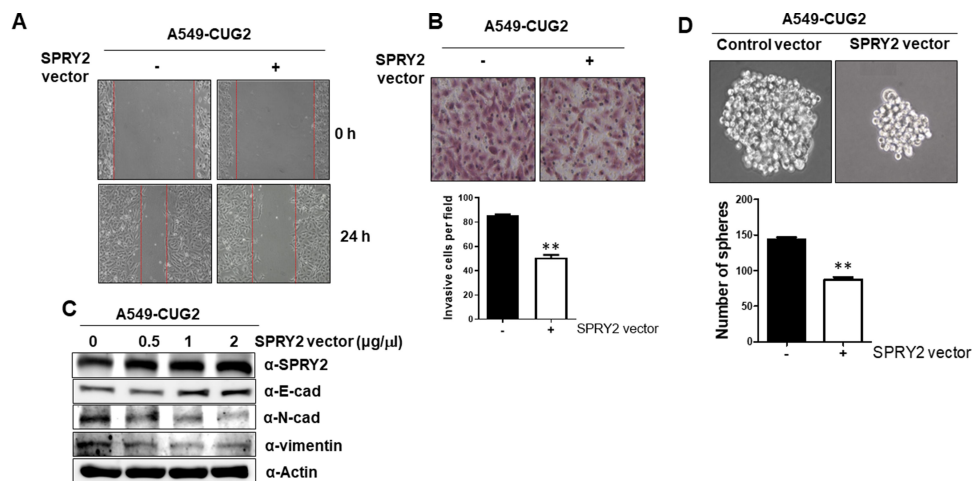 A
A549-CUG2
SPRY2
vector
- +
0 h
24 h
B
A549-CUG2
SPRY2
vector
- +
Invasive cells per field
100
80
60
40
20
0
**
- + SPRY2 vector
C
A549-CUG2
0 0.5 1 2 SPRY2 vector (µg/µl)
α-SPRY2
α-E-cad
α-N-cad
α-vimentin
α-Actin
D
A549-CUG2
Control vector SPRY2 vector
Number of spheres
200
150
100
50
0
**
- + SPRY2 vector